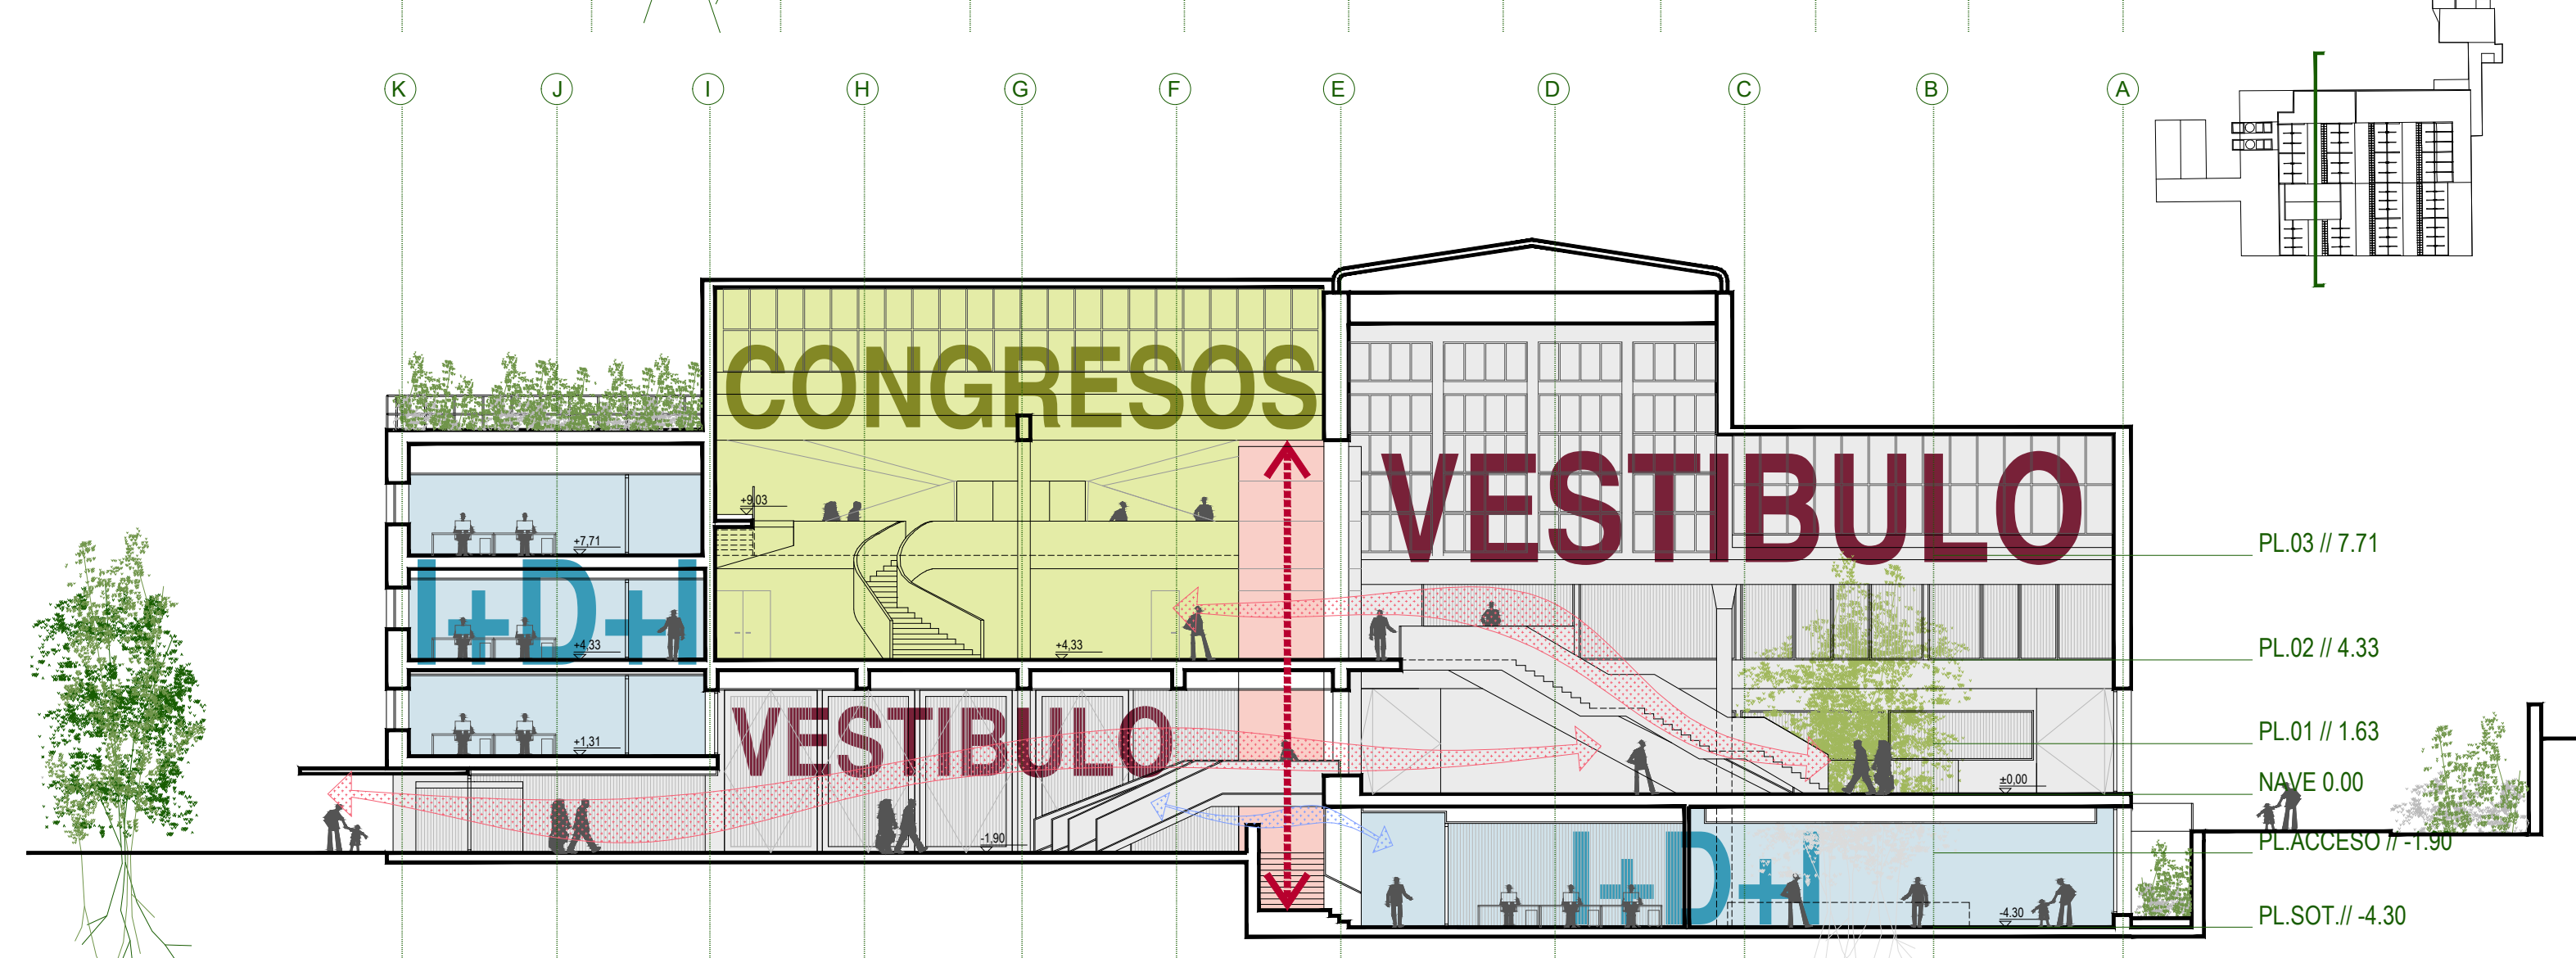 K J I H G F E D C B A
CONGRESOS
VESTIBULO
+9,03
+7,71
PL.03 // 7.71
I+D+I
+4,33
+4,33
PL.02 // 4.33
VESTIBULO
+1,31
PL.01 // 1.63
±0,00
NAVE 0.00
-1,90
PL.ACCESO // -1.90
I+D+I
-4.30
PL.SOT.// -4.30